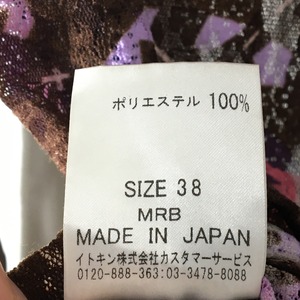 ポリエステル 100%
SIZE 38
MRB
MADE IN JAPAN
イトキン株式会社カスタマーサービス
0120-888-363:03-3478-8088